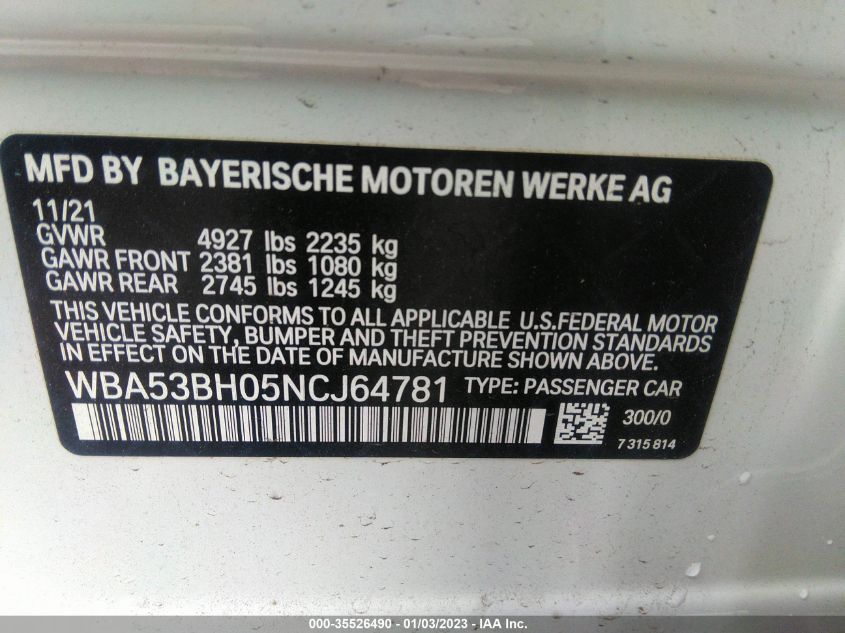 MFD BY BAYERISCHE MOTOREN WERKE AG
11/21
GVWR 4927 lbs 2235 kg
GAWR FRONT 2381 lbs 1080 kg
GAWR REAR 2745 lbs 1245 kg
THIS VEHICLE CONFORMS TO ALL APPLICABLE U.S.FEDERAL MOTOR
VEHICLE SAFETY, BUMPER AND THEFT PREVENTION STANDARDS
IN EFFECT ON THE DATE OF MANUFACTURE SHOWN ABOVE.
WBA53BH05NCJ64781 TYPE: PASSENGER CAR
300/0
7315814
000-35526490 - 01/03/2023 - IAA Inc.